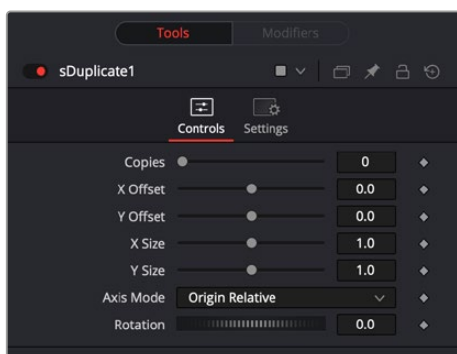 Tools Modifiers
sDuplicate1
Controls Settings
Copies 0
X Offset 0.0
Y Offset 0.0
X Size 1.0
Y Size 1.0
Axis Mode Origin Relative
Rotation 0.0